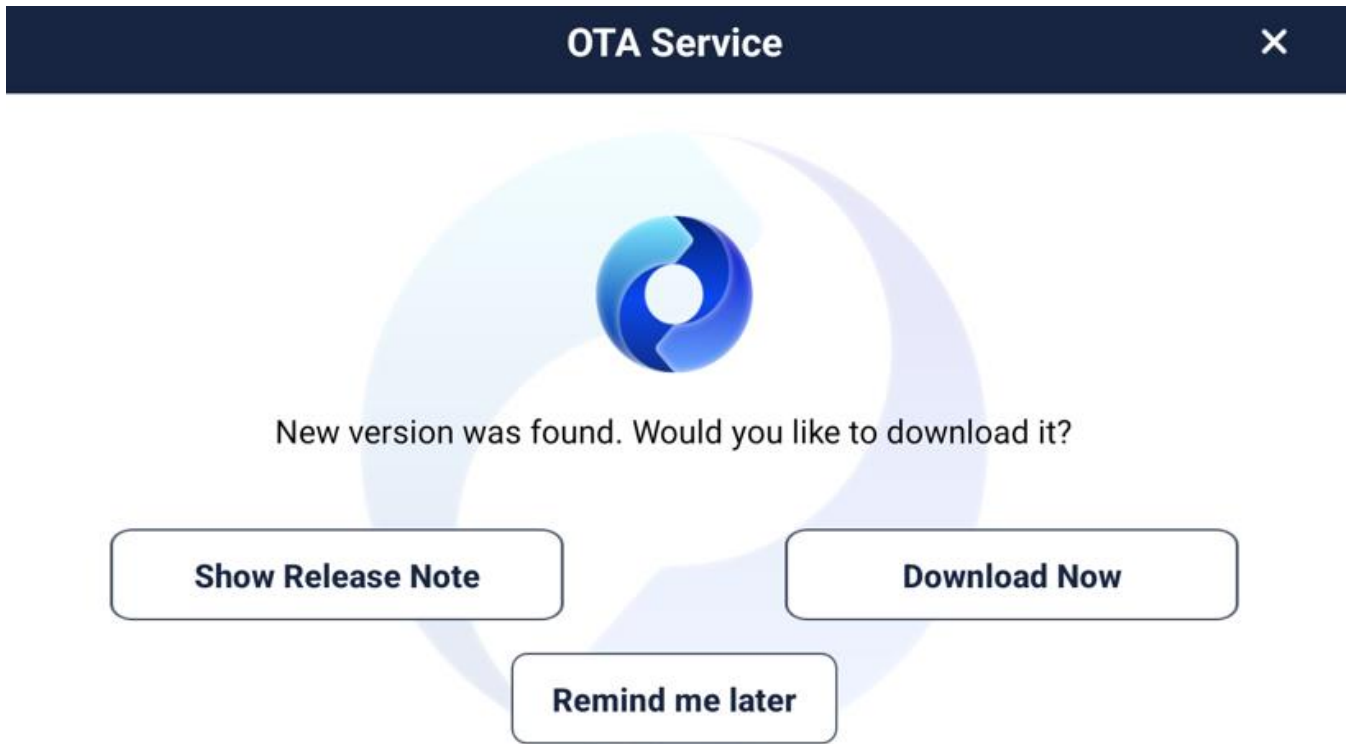 OTA Service
New version was found. Would you like to download it?
Show Release Note
Download Now
Remind me later